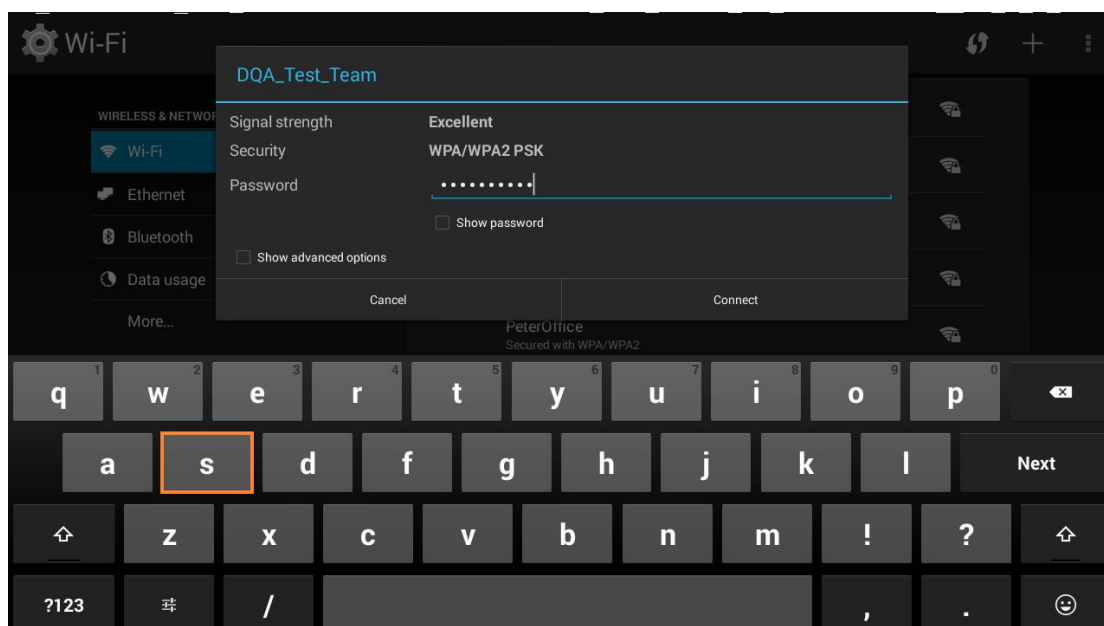 Wi-Fi
DQA_Test_Team
WIRELESS & NETWOR
Signal strength Excellent
Wi-Fi
Security WPA/WPA2 PSK
Ethernet
Password ••••••••••
Bluetooth
Show password
Data usage
Show advanced options
More...
Cancel Connect
PeterOffice
Secured with WPA/WPA2
1 2 3 4 5 6 7 8 9 0
q w e r t y u i o p
a s d f g h j k l Next
z x c v b n m ! ?
?123 / , .